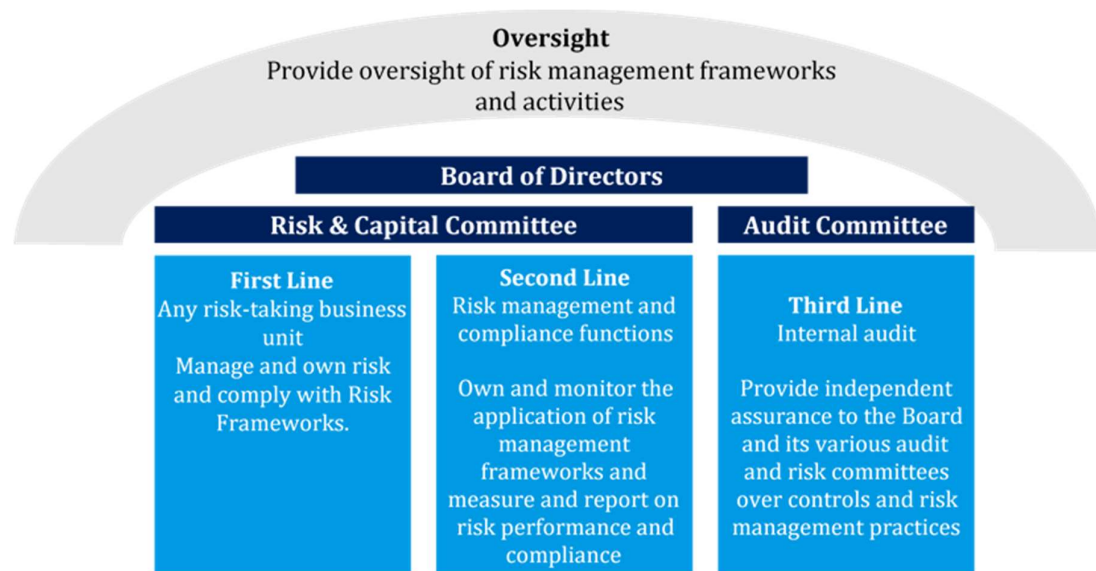 Oversight
Provide oversight of risk management frameworks
and activities
Board of Directors
Risk & Capital Committee
Audit Committee
First Line
Any risk-taking business
unit
Manage and own risk
and comply with Risk
Frameworks.
Second Line
Risk management and
compliance functions
Own and monitor the
application of risk
management
frameworks and
measure and report on
risk performance and
compliance
Third Line
Internal audit
Provide independent
assurance to the Board
and its various audit
and risk committees
over controls and risk
management practices